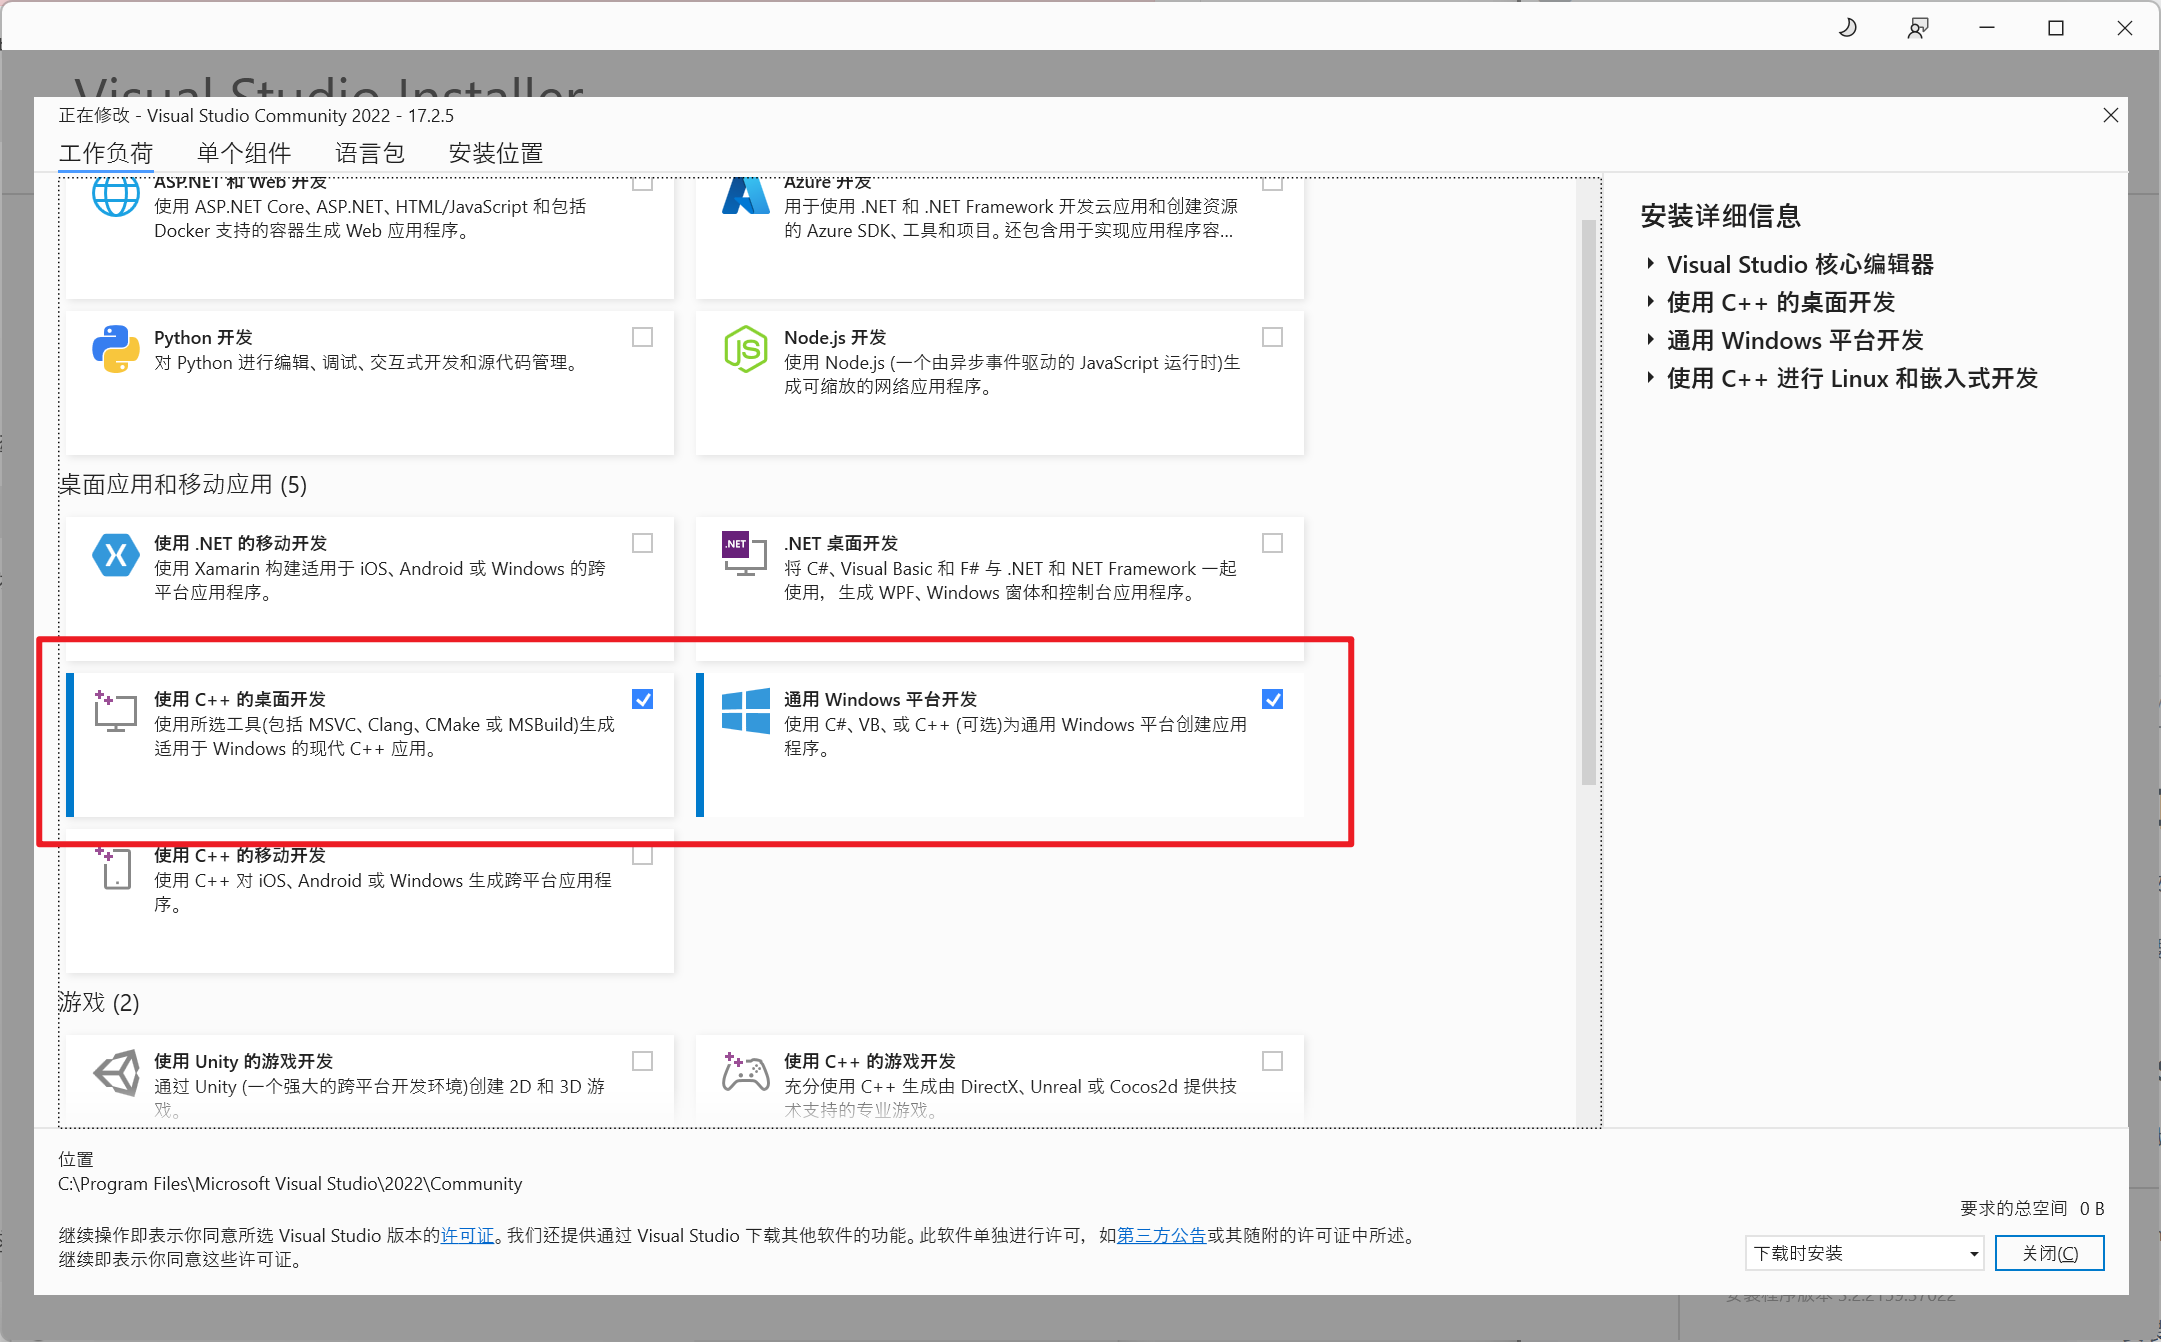 Visual Studio Installer
正在修改 - Visual Studio Community 2022 - 17.2.5
工作负荷 单个组件 语言包 安装位置
ASP.NET 和 Web 开发
使用 ASP.NET Core、ASP.NET、HTML/JavaScript 和包括
Docker 支持的容器生成 Web 应用程序。
Azure 开发
用于使用 .NET 和 .NET Framework 开发云应用和创建资源
的 Azure SDK、工具和项目。还包含用于实现应用程序容...
Python 开发
对 Python 进行编辑、调试、交互式开发和源代码管理。
Node.js 开发
使用 Node.js (一个由异步事件驱动的 JavaScript 运行时)生
成可缩放的网络应用程序。
桌面应用和移动应用 (5)
使用 .NET 的移动开发
使用 Xamarin 构建适用于 iOS、Android 或 Windows 的跨
平台应用程序。
.NET
.NET 桌面开发
将 C#、Visual Basic 和 F# 与 .NET 和 NET Framework 一起
使用，生成 WPF、Windows 窗体和控制台应用程序。
使用 C++ 的桌面开发
使用所选工具(包括 MSVC、Clang、CMake 或 MSBuild)生成
适用于 Windows 的现代 C++ 应用。
通用 Windows 平台开发
使用 C#、VB、或 C++ (可选)为通用 Windows 平台创建应用
程序。
使用 C++ 的移动开发
使用 C++ 对 iOS、Android 或 Windows 生成跨平台应用程
序。
游戏 (2)
使用 Unity 的游戏开发
通过 Unity (一个强大的跨平台开发环境)创建 2D 和 3D 游
戏。
使用 C++ 的游戏开发
充分使用 C++ 生成由 DirectX、Unreal 或 Cocos2d 提供技
术支持的专业游戏。
安装详细信息
Visual Studio 核心编辑器
使用 C++ 的桌面开发
通用 Windows 平台开发
使用 C++ 进行 Linux 和嵌入式开发
位置
C:\Program Files\Microsoft Visual Studio\2022\Community
继续操作即表示你同意所选 Visual Studio 版本的许可证。我们还提供通过 Visual Studio 下载其他软件的功能。此软件单独进行许可，如第三方公告或其随附的许可证中所述。
继续即表示你同意这些许可证。
要求的总空间 0 B
下载时安装
关闭(C)